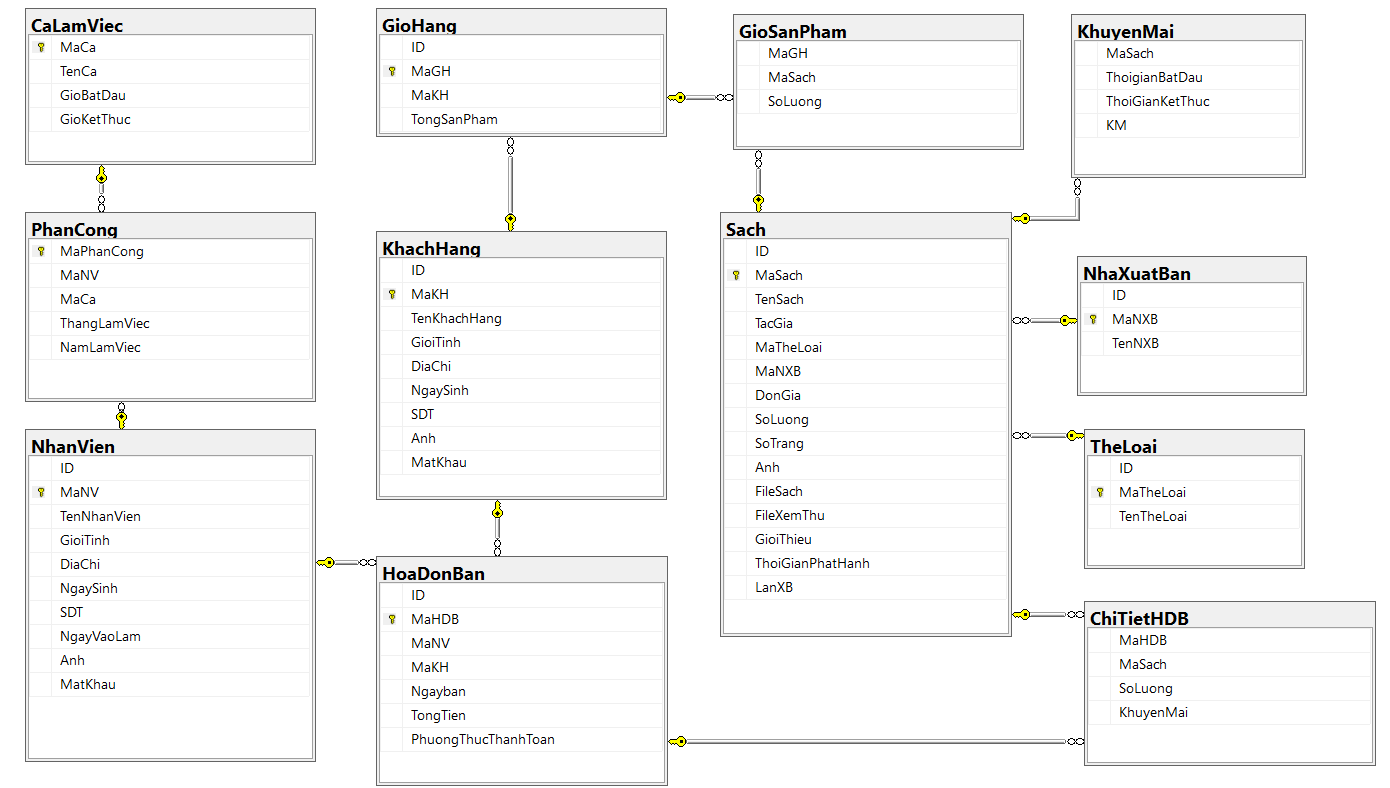 CaLamViec
MaCa
TenCa
GioBatDau
GioKetThuc
PhanCong
MaPhanCong
MaNV
MaCa
ThangLamViec
NamLamViec
NhanVien
ID
MaNV
TenNhanVien
GioiTinh
DiaChi
NgaySinh
SDT
NgayVaoLam
Anh
MatKhau
GioHang
ID
MaGH
MaKH
TongSanPham
KhachHang
ID
MaKH
TenKhachHang
GioiTinh
DiaChi
NgaySinh
SDT
Anh
MatKhau
HoaDonBan
ID
MaHDB
MaNV
MaKH
Ngayban
TongTien
PhuongThucThanhToan
GioSanPham
MaGH
MaSach
SoLuong
Sach
ID
MaSach
TenSach
TacGia
MaTheLoai
MaNXB
DonGia
SoLuong
SoTrang
Anh
FileSach
FileXemThu
GioiThieu
ThoiGianPhatHanh
LanXB
KhuyenMai
MaSach
ThoigianBatDau
ThoiGianKetThuc
KM
NhaXuatBan
ID
MaNXB
TenNXB
TheLoai
ID
MaTheLoai
TenTheLoai
ChiTietHDB
MaHDB
MaSach
SoLuong
KhuyenMai